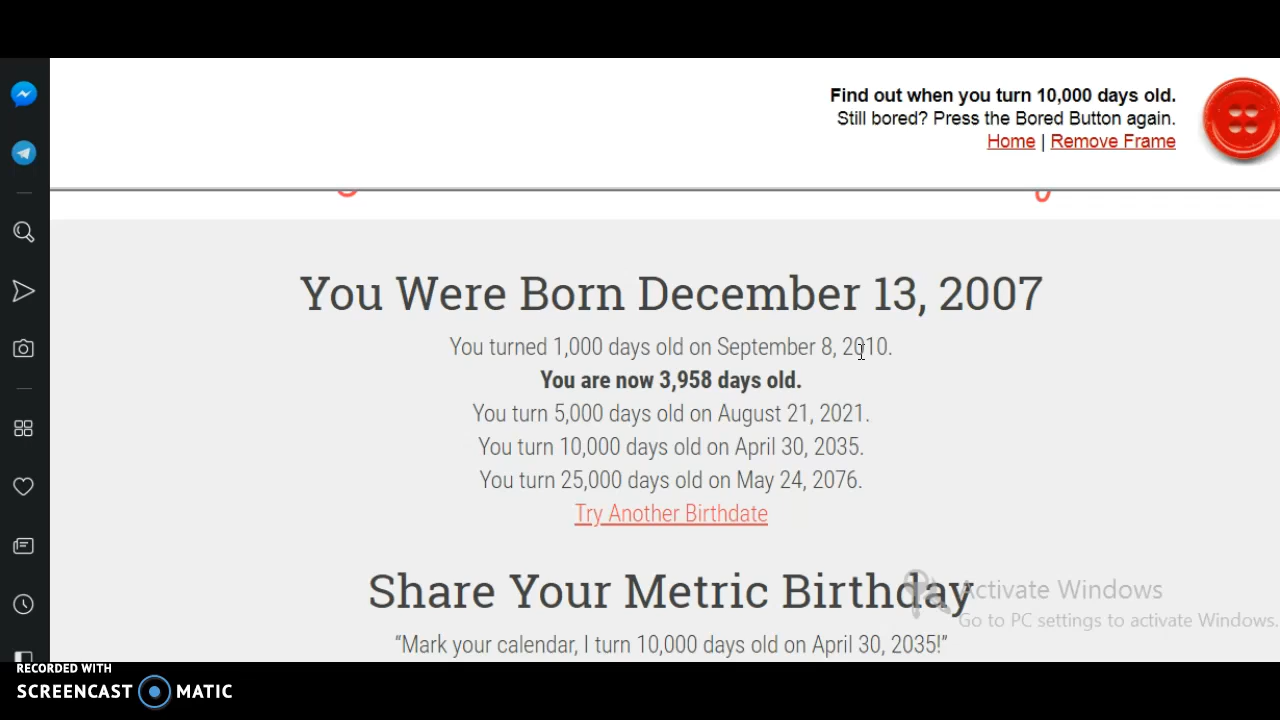 Find out when you turn 10,000 days old.
Still bored? Press the Bored Button again.
Home | Remove Frame
You Were Born December 13, 2007
You turned 1,000 days old on September 8, 2010.
You are now 3,958 days old.
You turn 5,000 days old on August 21, 2021.
You turn 10,000 days old on April 30, 2035.
You turn 25,000 days old on May 24, 2076.
Try Another Birthdate
Share Your Metric Birthday
“Mark your calendar, I turn 10,000 days old on April 30, 2035!”
Activate Windows
Go to PC settings to activate Windows.
RECORDED WITH
SCREENCAST MATIC